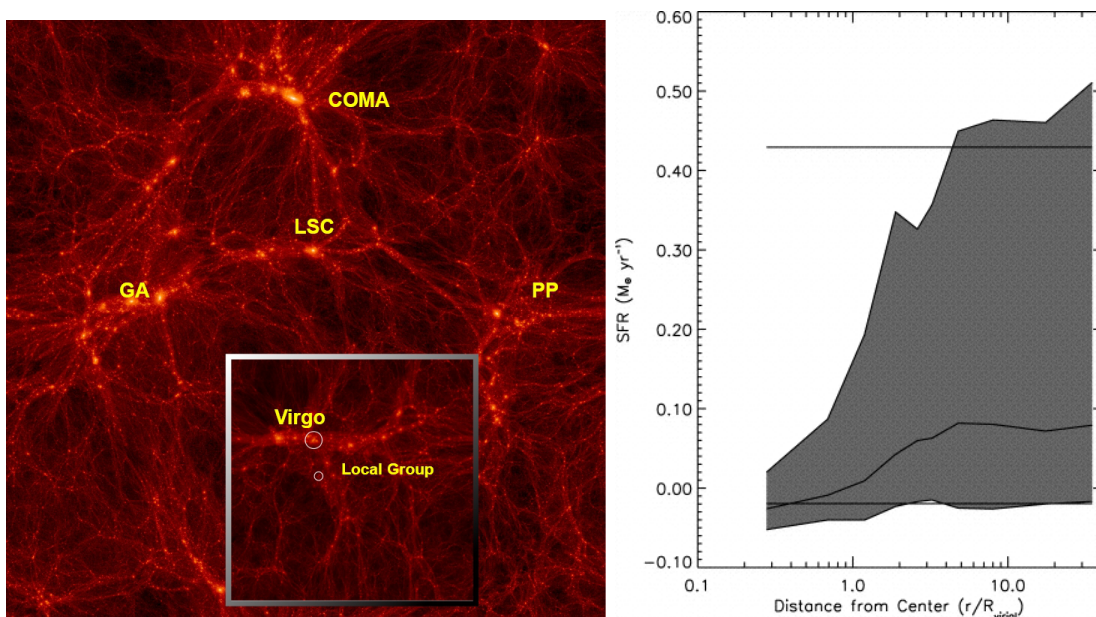 COMA
LSC
GA
PP
Virgo
Local Group
0.60
0.50
0.40
0.30
0.20
0.10
0.00
−0.10
SFR (M⊙ yr⁻¹)
0.1
1.0
10.0
Distance from Center (r/R